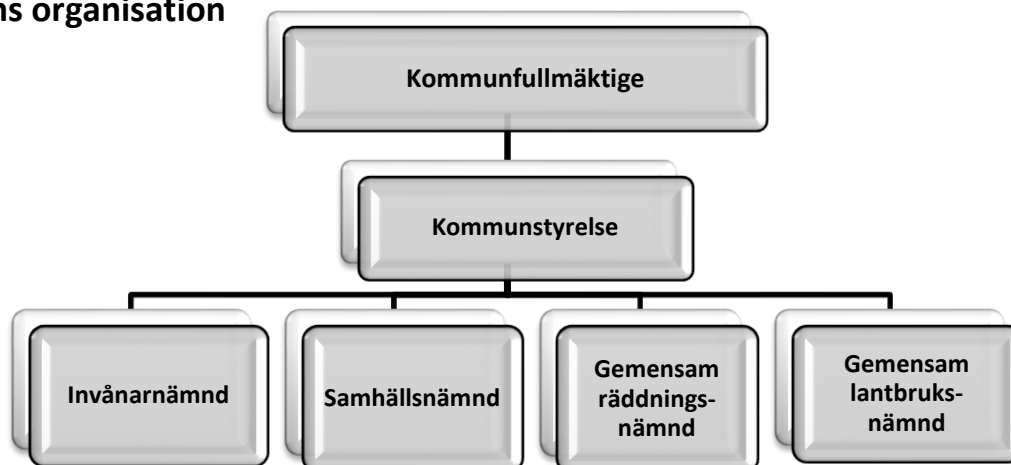 ns organisation
Kommunfullmäktige
Kommunstyrelse
Invånarnämnd
Samhällsnämnd
Gemensam
räddnings-
nämnd
Gemensam
lantbruks-
nämnd